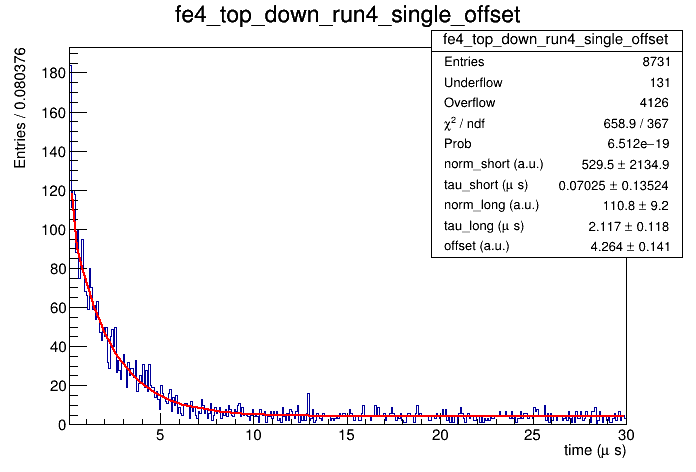 fe4_top_down_run4_single_offset
fe4_top_down_run4_single_offset
Entries 8731
Underflow 131
Overflow 4126
χ² / ndf 658.9 / 367
Prob 6.512e−19
norm_short (a.u.) 529.5 ± 2134.9
tau_short (μ s) 0.07025 ± 0.13524
norm_long (a.u.) 110.8 ± 9.2
tau_long (μ s) 2.117 ± 0.118
offset (a.u.) 4.264 ± 0.141
Entries / 0.080376
180
160
140
120
100
80
60
40
20
0
5 10 15 20 25 30
time (μ s)